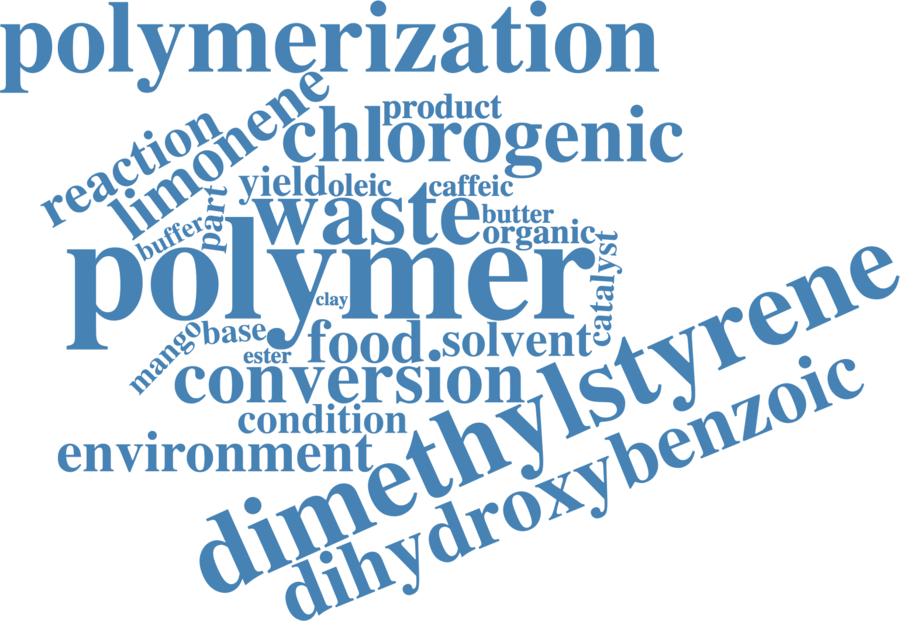 polymerization
product
limonene
reaction
chlorogenic
yield
oleic
caffeic
part
waste
butter
buffer
organic
polymer
catalyst
clay
base
mango
food
solvent
ester
conversion
dimethylstyrene
condition
environment
dihydroxybenzoic